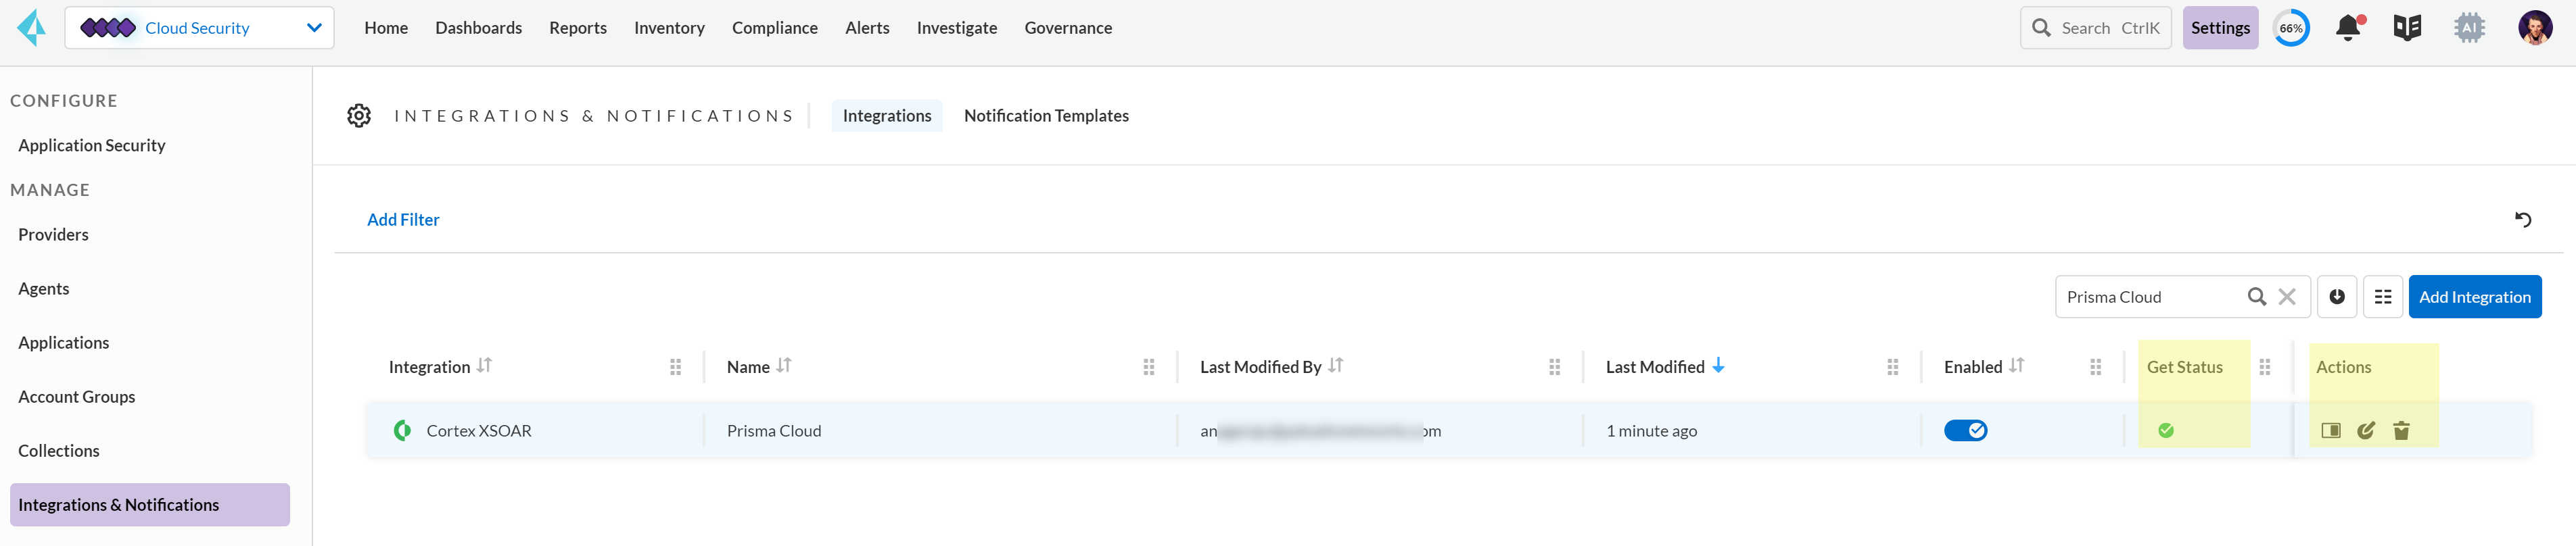 Cloud Security
Home Dashboards Reports Inventory Compliance Alerts Investigate Governance
Search CtrlK
Settings
66%
AI
CONFIGURE
Application Security
MANAGE
Providers
Agents
Applications
Account Groups
Collections
Integrations & Notifications
INTEGRATIONS & NOTIFICATIONS
Integrations
Notification Templates
Add Filter
Prisma Cloud
Add Integration
Integration Name Last Modified By Last Modified Enabled Get Status Actions
Cortex XSOAR Prisma Cloud an om 1 minute ago